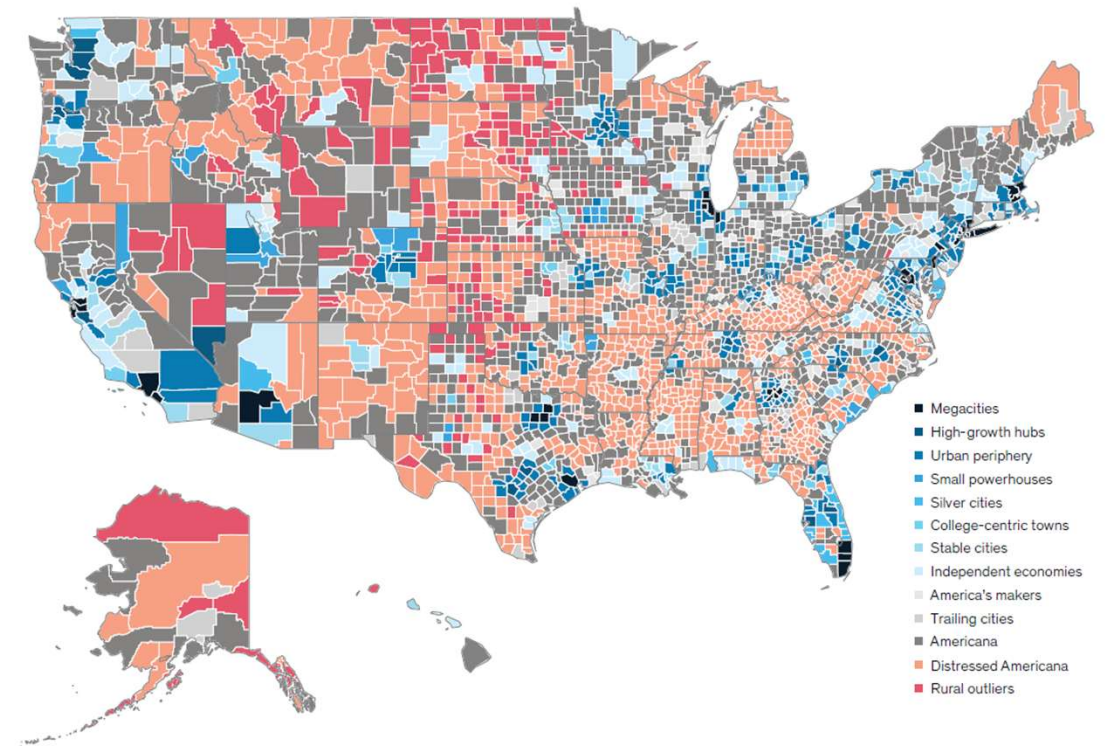 Megacities
High-growth hubs
Urban periphery
Small powerhouses
Silver cities
College-centric towns
Stable cities
Independent economies
America's makers
Trailing cities
Americana
Distressed Americana
Rural outliers